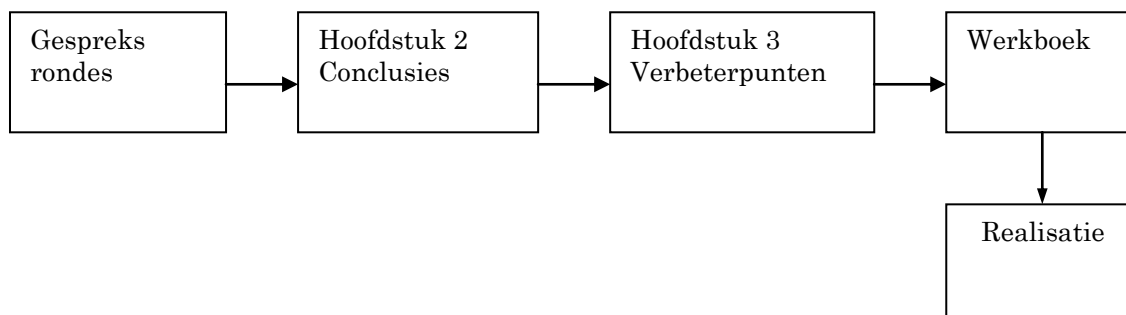 Gespreks
rondes
Hoofdstuk 2
Conclusies
Hoofdstuk 3
Verbeterpunten
Werkboek
Realisatie